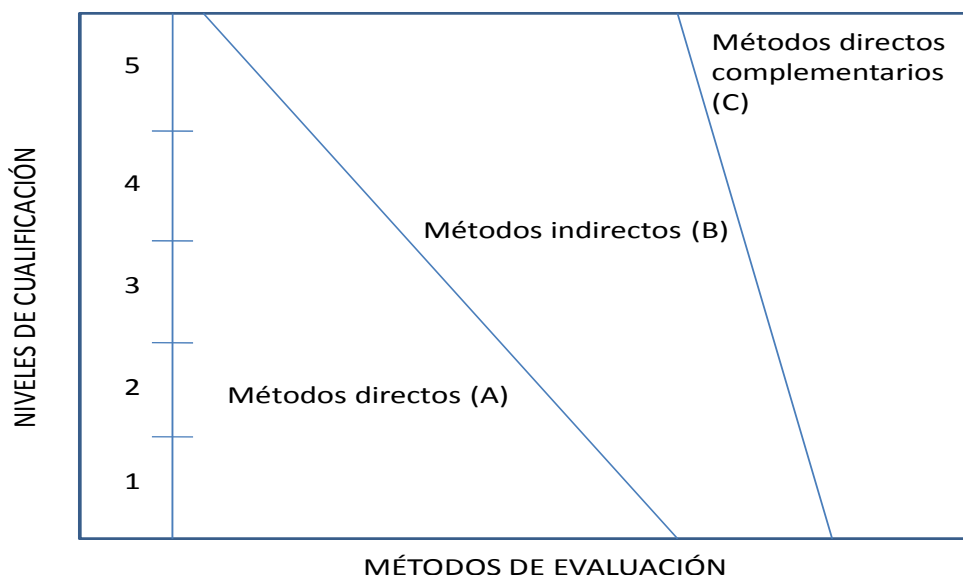 NIVELES DE CUALIFICACIÓN
5
4
3
2
1
Métodos directos
complementarios
(C)
Métodos indirectos (B)
Métodos directos (A)
MÉTODOS DE EVALUACIÓN